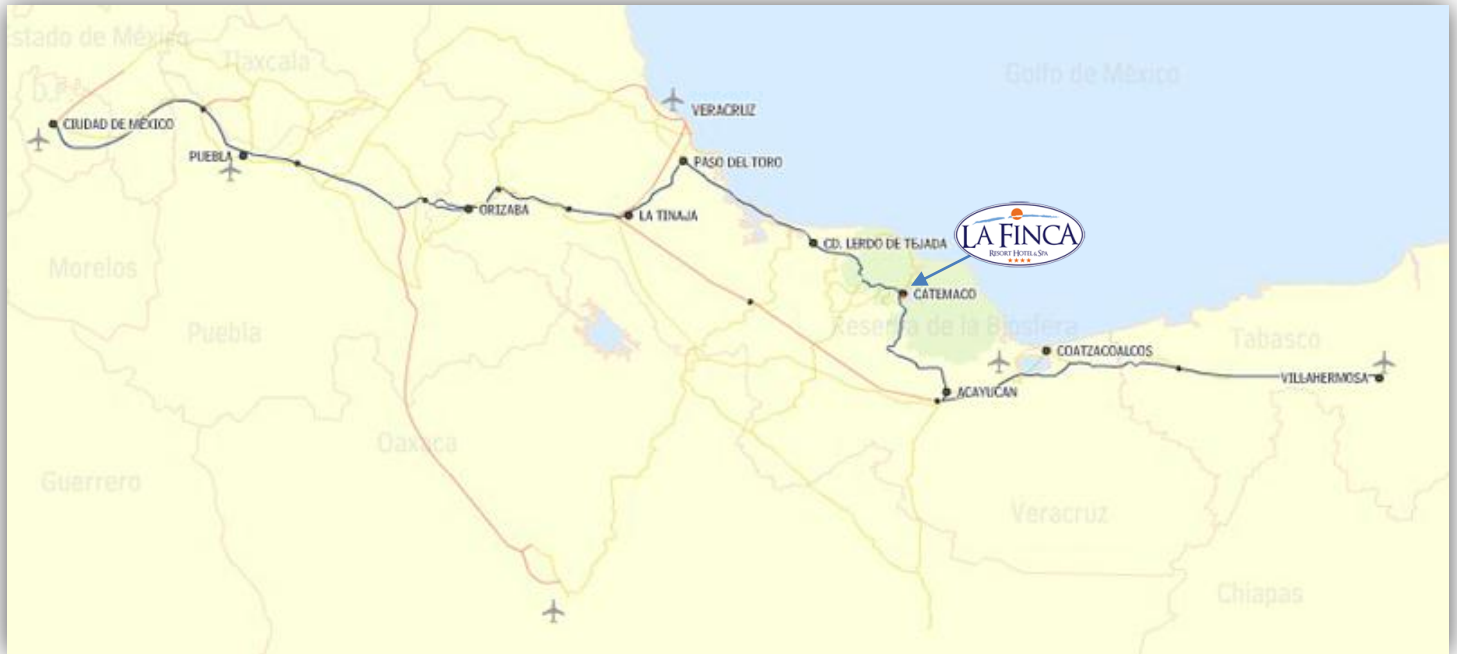 Estado de México
Tlaxcala
D.F.
Golfo de México
VERACRUZ
CIUDAD DE MÉXICO
PUEBLA
PASO DEL TORO
ORIZABA
LA TINAJA
LA FINCA
RESORT HOTEL & SPA
CD. LERDO DE TEJADA
Morelos
CATEMACO
Puebla
Reserva de la Biosfera
Tabasco
COATZACOALCOS
VILLAHERMOSA
ACAYUCAN
Oaxaca
Guerrero
Veracruz
Chiapas